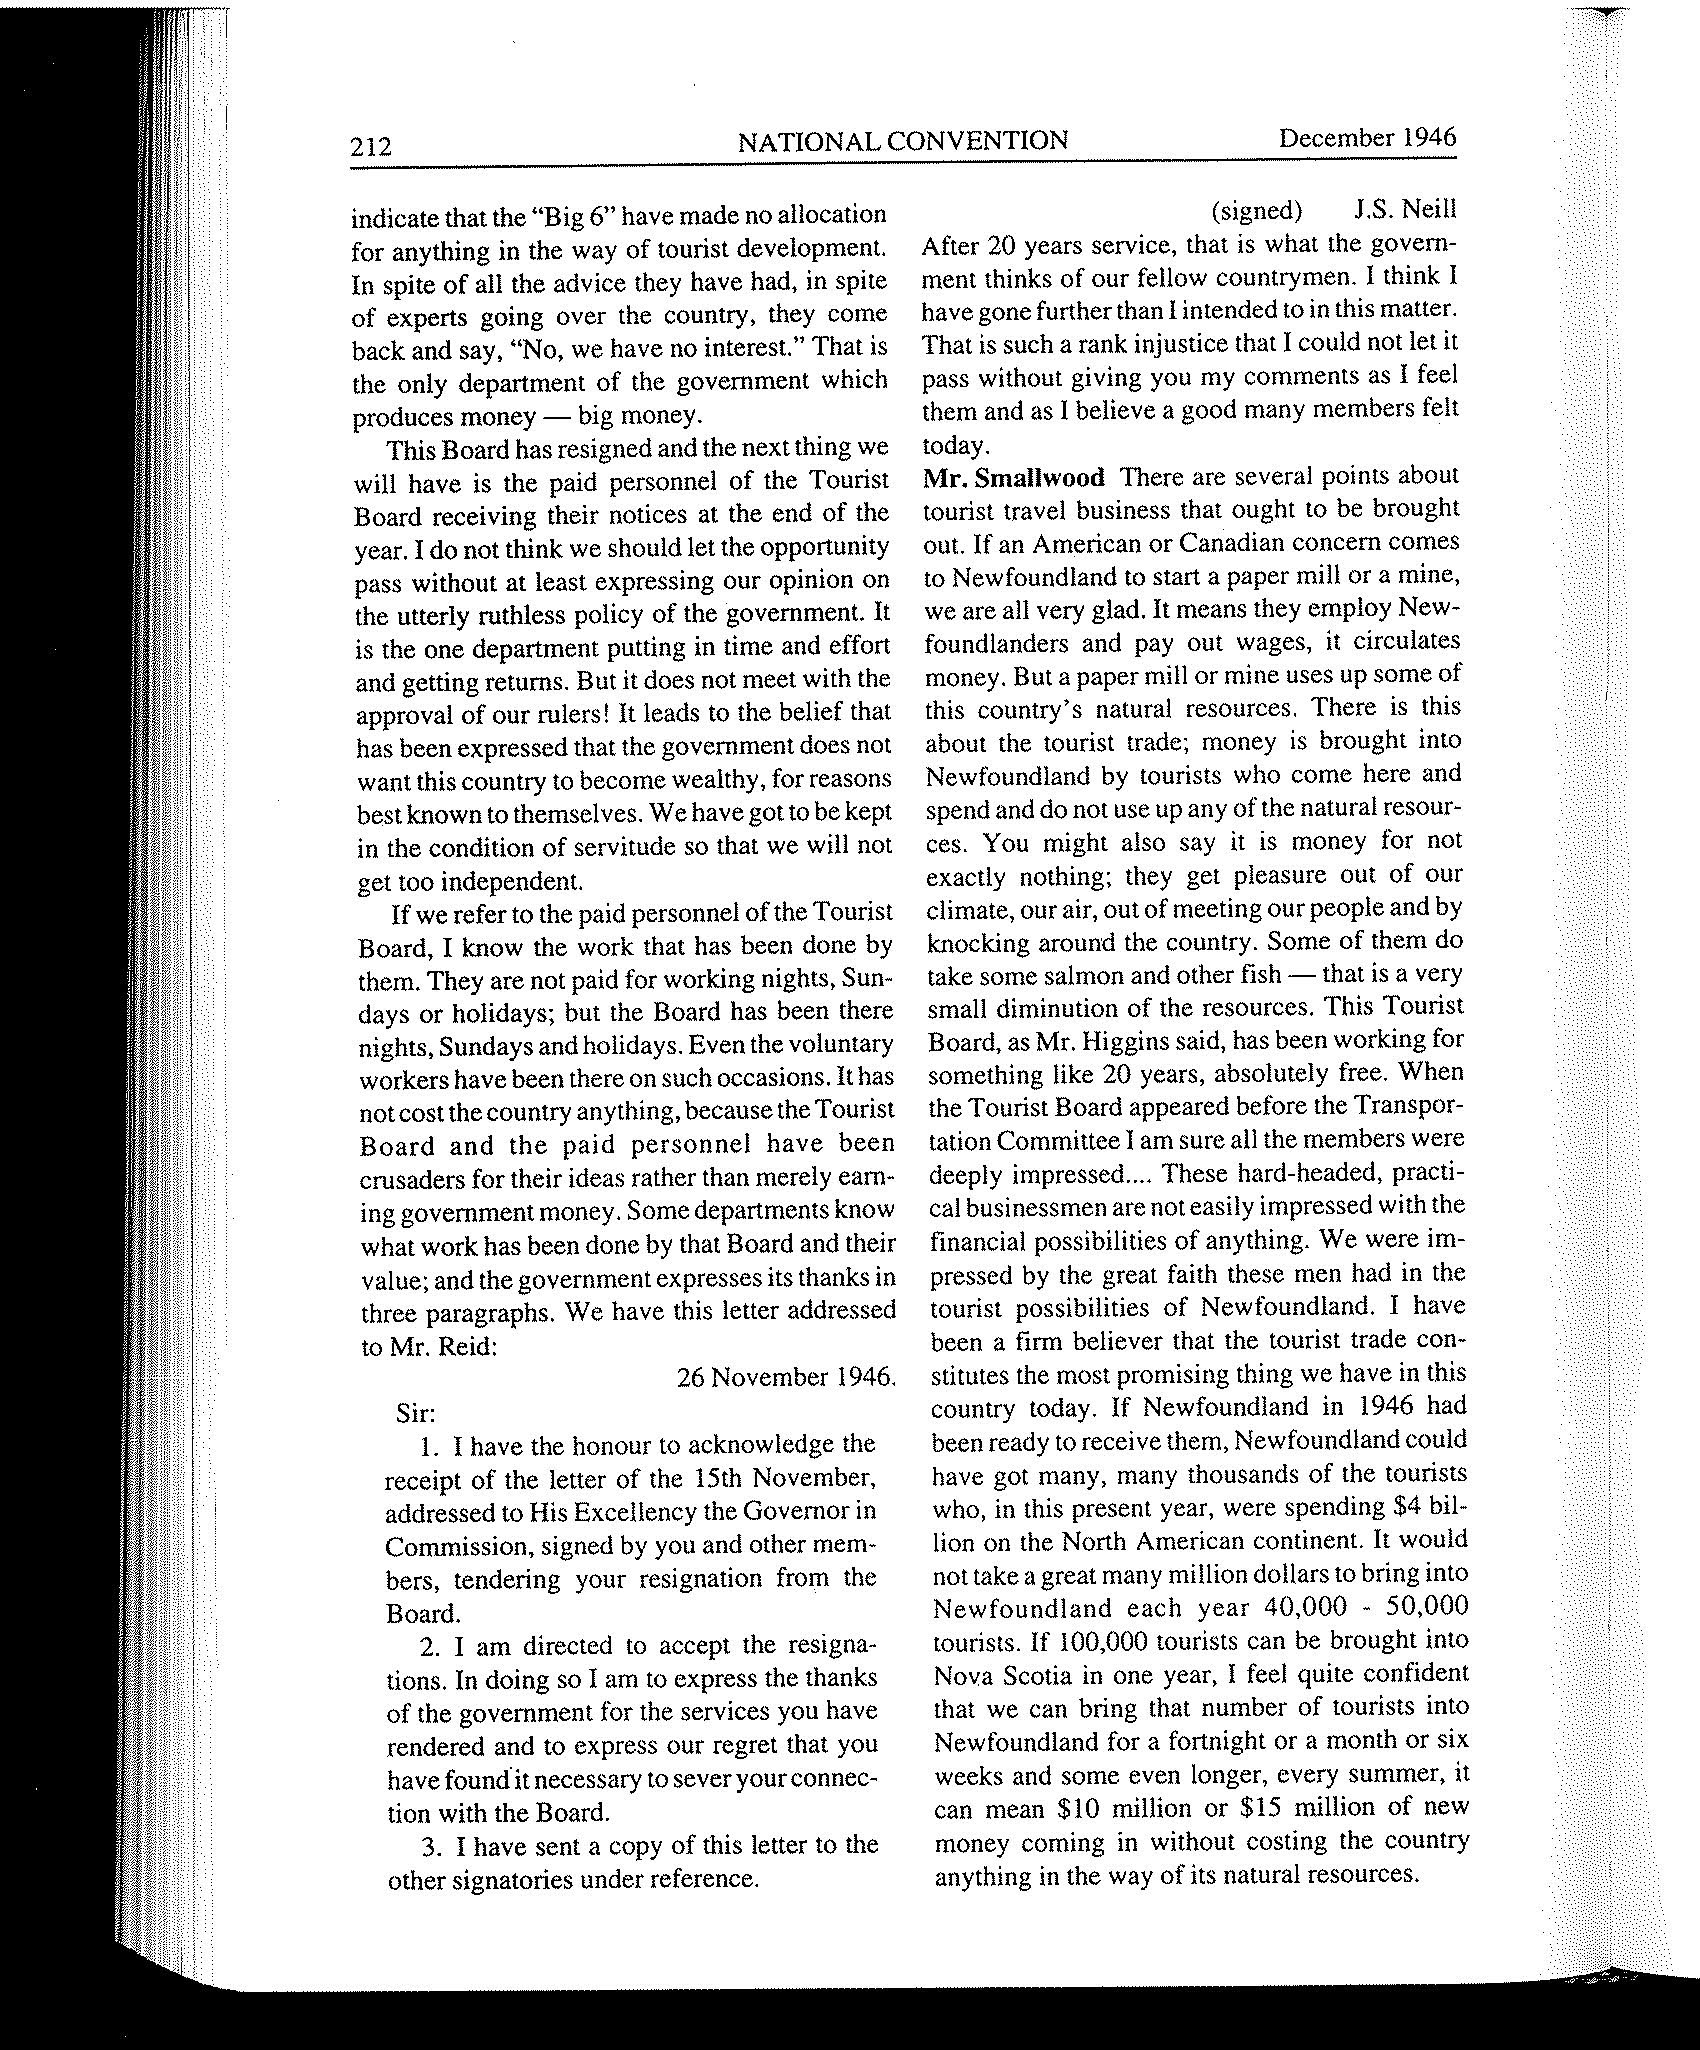 212 NATIONAL CONVENTION December 1946
indicate that the “Big 6” have made no allocation
for anything in the way of tourist development.
In spite of all the advice they have had, in spite
of experts going over the country, they come
back and say, “No, we have no interest.” That is
the only department of the government which
produces money — big money.
This Board has resigned and the next thing we
will have is the paid personnel of the Tourist
Board receiving their notices at the end of the
year. I do not think we should let the opportunity
pass without at least expressing our opinion on
the utterly ruthless policy of the government. It
is the one department putting in time and effort
and getting returns. But it does not meet with the
approval of our rulers! It leads to the belief that
has been expressed that the government does not
want this country to become wealthy, for reasons
best known to themselves. We have got to be kept
in the condition of servitude so that we will not
get too independent.
If we refer to the paid personnel of the Tourist
Board, I know the work that has been done by
them. They are not paid for working nights, Sun-
days or holidays; but the Board has been there
nights, Sundays and holidays. Even the voluntary
workers have been there on such occasions. It has
not cost the country anything, because the Tourist
Board and the paid personnel have been
crusaders for their ideas rather than merely earn-
ing government money. Some departments know
what work has been done by that Board and their
value; and the government expresses its thanks in
three paragraphs. We have this letter addressed
to Mr. Reid:
26 November 1946.
Sir:
1. I have the honour to acknowledge the
receipt of the letter of the 15th November,
addressed to His Excellency the Governor in
Commission, signed by you and other mem-
bers, tendering your resignation from the
Board.
2. I am directed to accept the resigna-
tions. In doing so I am to express the thanks
of the government for the services you have
rendered and to express our regret that you
have found it necessary to sever your connec-
tion with the Board.
3. I have sent a copy of this letter to the
other signatories under reference.
(signed) J.S. Neill
After 20 years service, that is what the govern-
ment thinks of our fellow countrymen. I think I
have gone further than I intended to in this matter.
That is such a rank injustice that I could not let it
pass without giving you my comments as I feel
them and as I believe a good many members felt
today.
Mr. Smallwood There are several points about
tourist travel business that ought to be brought
out. If an American or Canadian concern comes
to Newfoundland to start a paper mill or a mine,
we are all very glad. It means they employ New-
foundlanders and pay out wages, it circulates
money. But a paper mill or mine uses up some of
this country’s natural resources. There is this
about the tourist trade; money is brought into
Newfoundland by tourists who come here and
spend and do not use up any of the natural resour-
ces. You might also say it is money for not
exactly nothing; they get pleasure out of our
climate, our air, out of meeting our people and by
knocking around the country. Some of them do
take some salmon and other fish — that is a very
small diminution of the resources. This Tourist
Board, as Mr. Higgins said, has been working for
something like 20 years, absolutely free. When
the Tourist Board appeared before the Transpor-
tation Committee I am sure all the members were
deeply impressed.... These hard-headed, practi-
cal businessmen are not easily impressed with the
financial possibilities of anything. We were im-
pressed by the great faith these men had in the
tourist possibilities of Newfoundland. I have
been a firm believer that the tourist trade con-
stitutes the most promising thing we have in this
country today. If Newfoundland in 1946 had
been ready to receive them, Newfoundland could
have got many, many thousands of the tourists
who, in this present year, were spending $4 bil-
lion on the North American continent. It would
not take a great many million dollars to bring into
Newfoundland each year 40,000 - 50,000
tourists. If 100,000 tourists can be brought into
Nova Scotia in one year, I feel quite confident
that we can bring that number of tourists into
Newfoundland for a fortnight or a month or six
weeks and some even longer, every summer, it
can mean $10 million or $15 million of new
money coming in without costing the country
anything in the way of its natural resources.